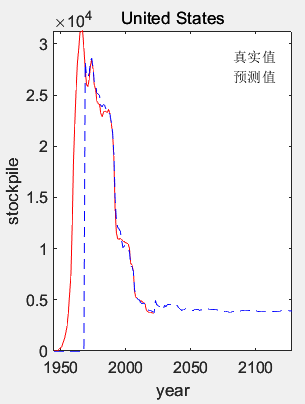 ×10⁴
United States
真实值
预测值
3
2.5
2
1.5
1
0.5
0
1950
2000
2050
2100
stockpile
year